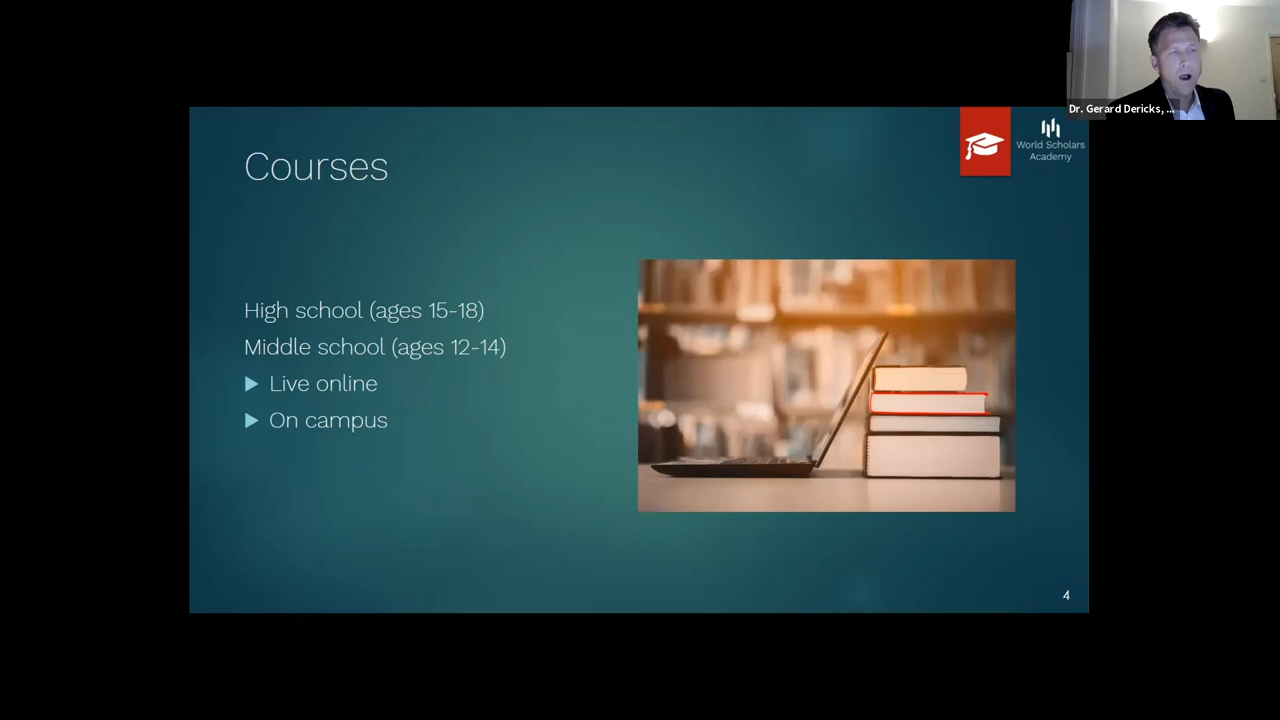 Dr. Gerard Dericks, ...
World Scholars
Academy
Courses
High school (ages 15-18)
Middle school (ages 12-14)
Live online
On campus
4